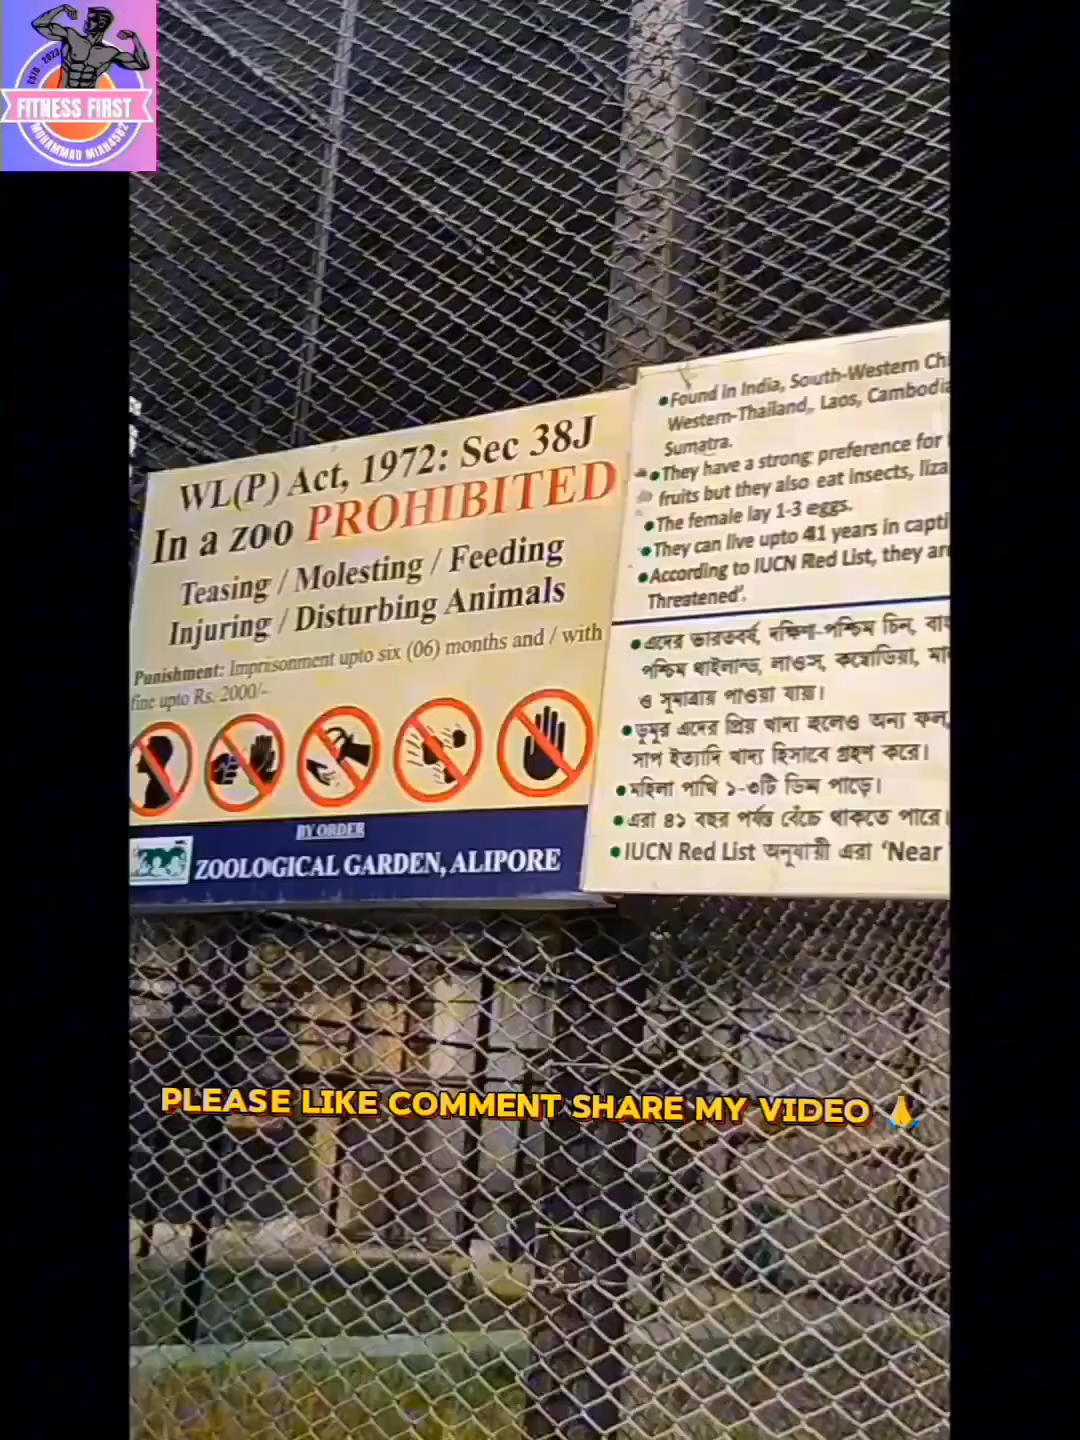 ESTD 2023
FITNESS FIRST
MOHAMMAD MIAH4582
WL(P) Act, 1972: Sec 38J
In a zoo PROHIBITED
Teasing / Molesting / Feeding
Injuring / Disturbing Animals
Punishment: Imprisonment upto six (06) months and / with
fine upto Rs. 2000/-
BY ORDER
ZOOLOGICAL GARDEN, ALIPORE
•Found in India, South-Western
Western-Thailand,, Laos, Cambodia
Sumatra.
•They have a strong preference for
fruits but they also eat insects,
•The female lay 1-3 eggs.
•They can live upto 41 years in
•According to IUCN Red List, they
Threatened'.
•এদের ভারতবর্ষ, দক্ষিণ-পশ্চিম চিন,
পশ্চিম থাইলান্ড, লাওস, কম্বোডিয়া,
ও সুমাত্রায় পাওয়া যায়।
•ডুমুর এদের প্রিয় খাদ্য হলেও অন্য ফল,
সাপ ইত্যাদি খাদ্য হিসাবে গ্রহণ করে।
•মহিলা পাখি ১-৩টি ডিম পাড়ে।
•এরা ৪১ বছর পর্যন্ত বেঁচে থাকতে পারে।
•IUCN Red List অনুযায়ী এরা ‘Near
PLEASE LIKE COMMENT SHARE MY VIDEO 🙏